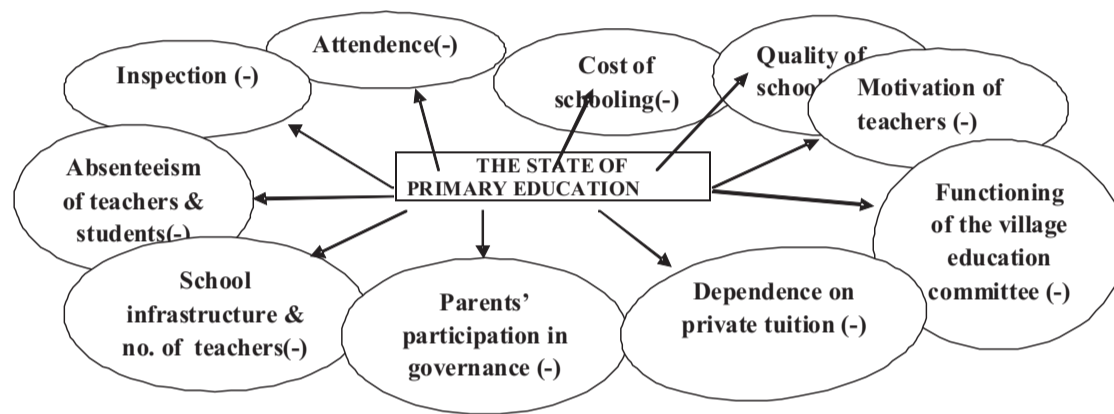 Attendence(-)
Inspection (-)
Cost of
schooling(-)
Quality of
Motivation of
teachers (-)
THE STATE OF
PRIMARY EDUCATION
Absenteeism
of teachers &
students(-)
Functioning
of the village
education
committee (-)
School
infrastructure &
no. of teachers(-)
Parents’
participation in
governance (-)
Dependence on
private tuition (-)